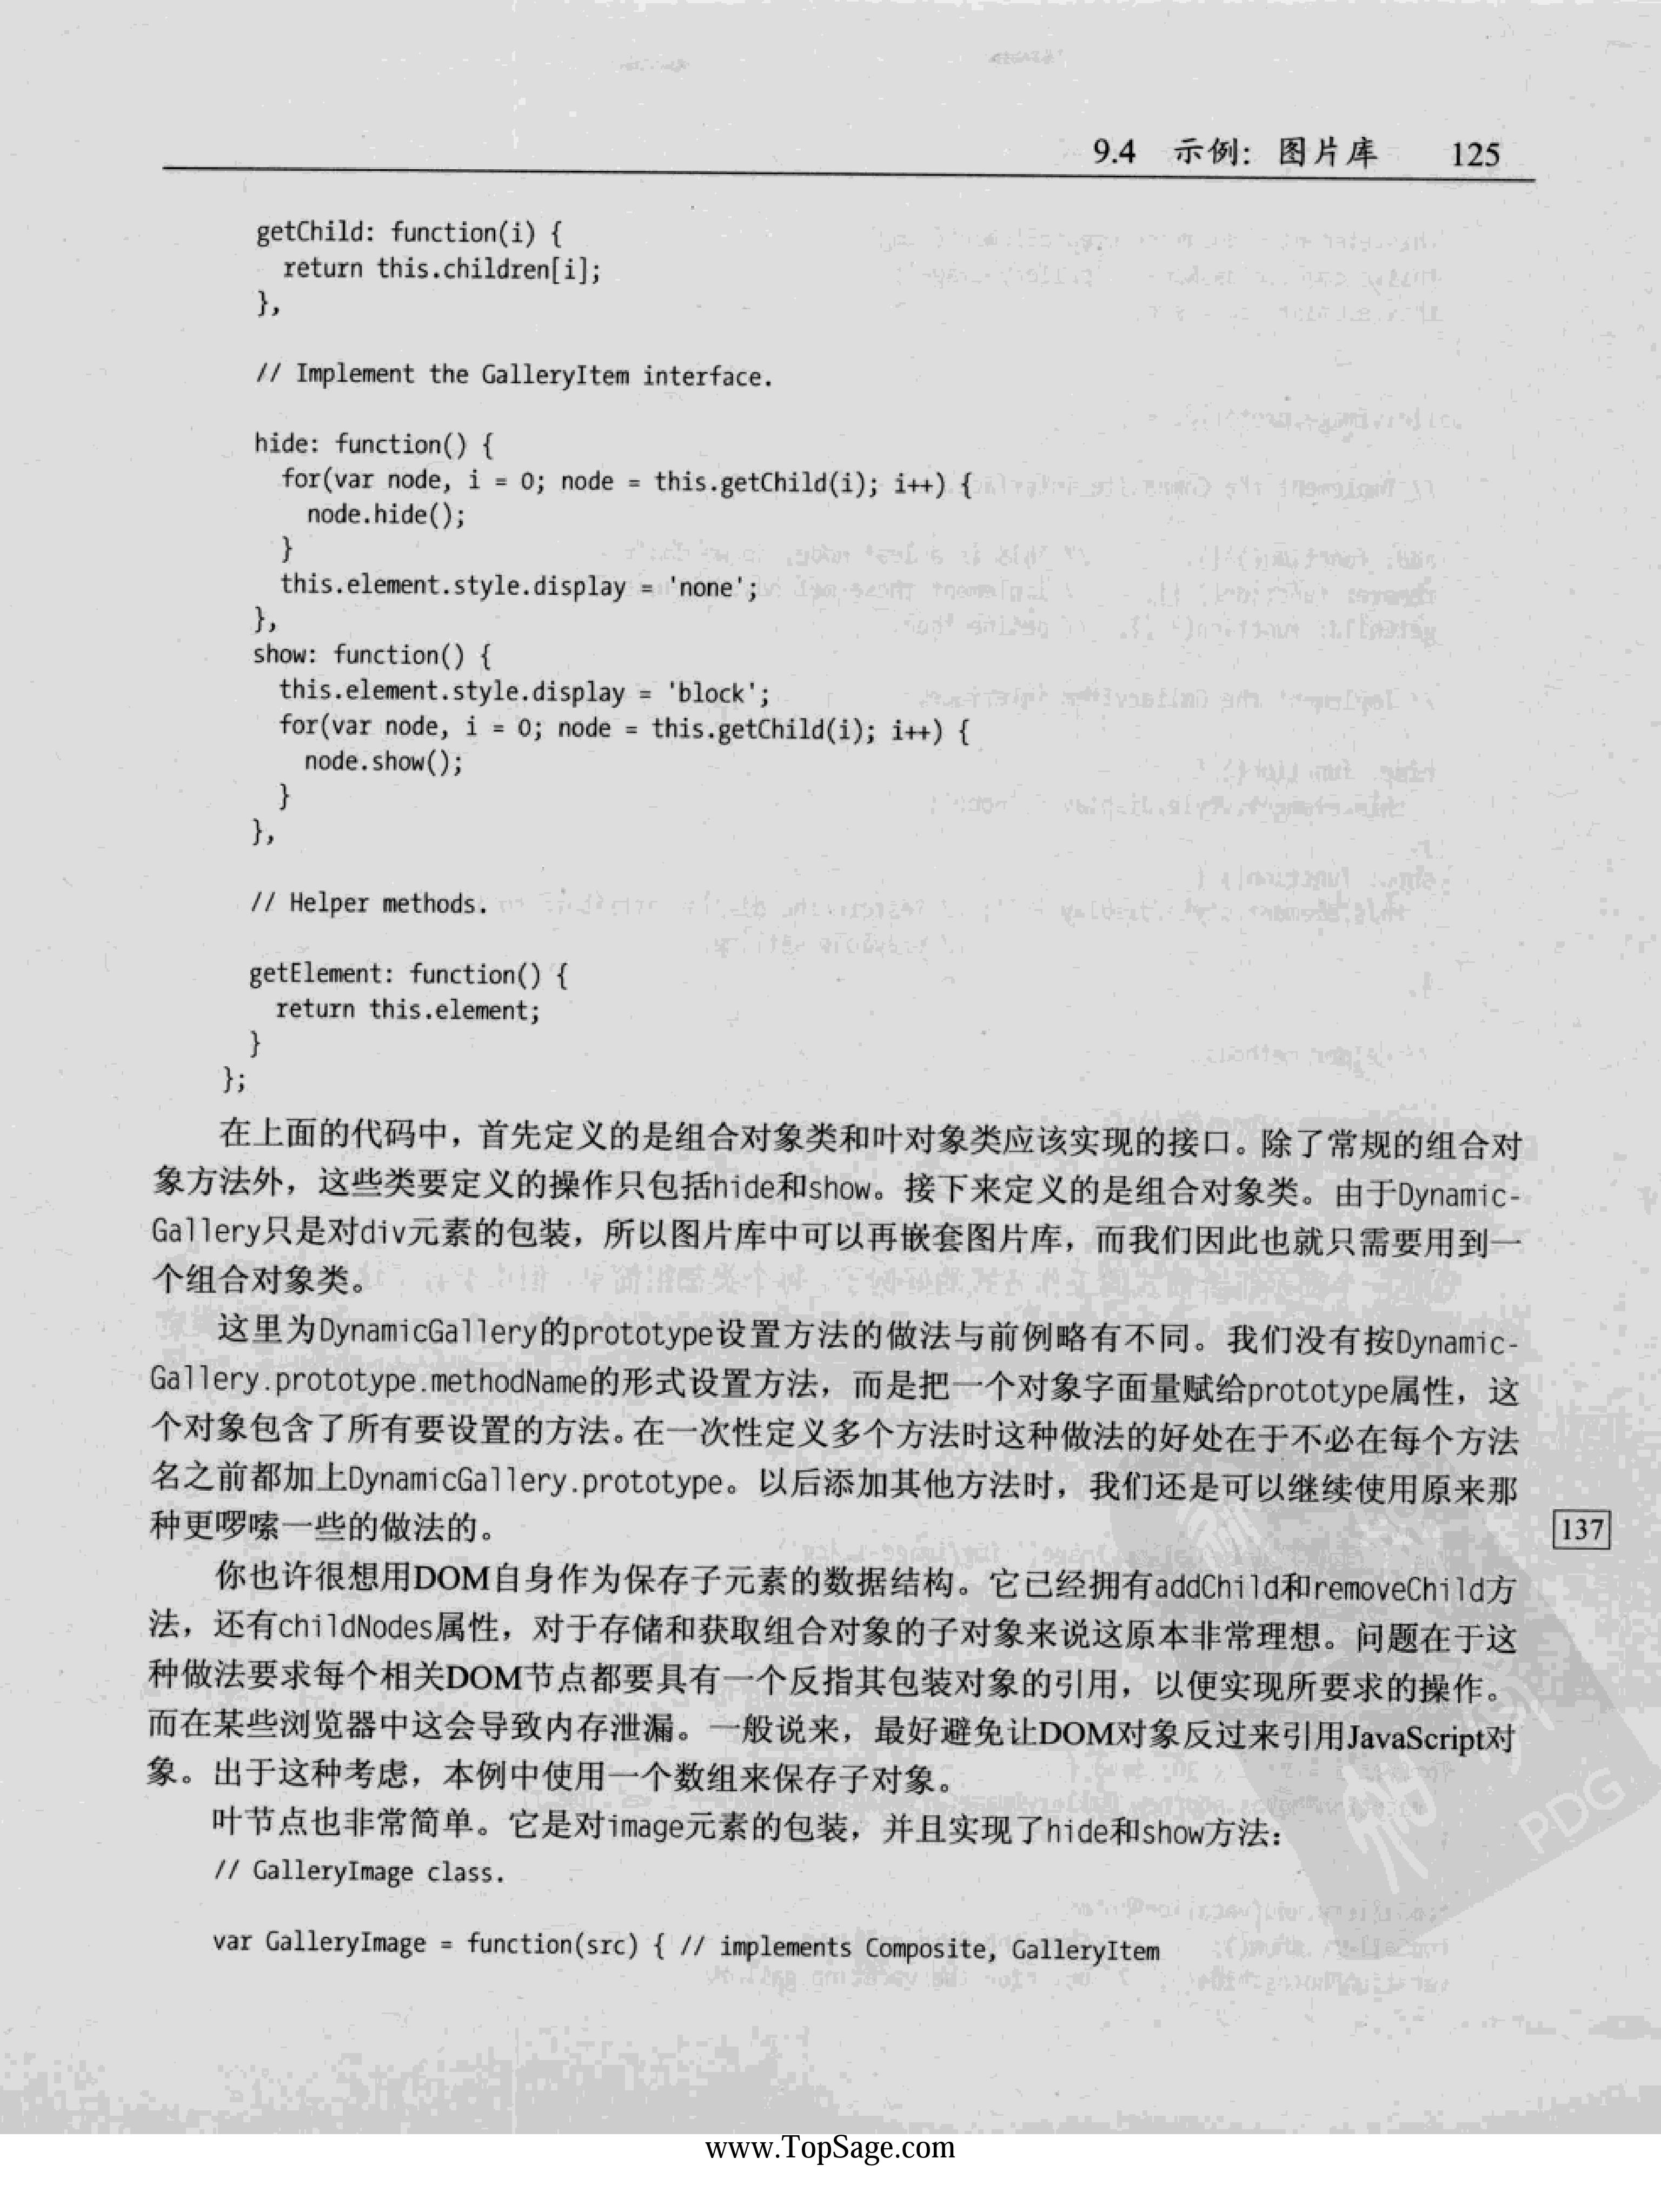 9.4 示例：图片库 125
getChild: function(i) {
return this.children[i];
},
// Implement the GalleryItem interface.
hide: function() {
for(var node, i = 0; node = this.getChild(i); i++) {
node.hide();
}
this.element.style.display = 'none';
},
show: function() {
this.element.style.display = 'block';
for(var node, i = 0; node = this.getChild(i); i++) {
node.show();
}
},
// Helper methods.
getElement: function() {
return this.element;
}
};
在上面的代码中，首先定义的是组合对象类和叶对象类应该实现的接口。除了常规的组合对
象方法外，这些类要定义的操作只包括hide和show。接下来定义的是组合对象类。由于Dynamic-
Gallery只是对div元素的包装，所以图片库中可以再嵌套图片库，而我们因此也就只需要用到一
个组合对象类。
这里为DynamicGallery的prototype设置方法的做法与前例略有不同。我们没有按Dynamic-
Gallery.prototype.methodName的形式设置方法，而是把一个对象字面量赋给prototype属性，这
个对象包含了所有要设置的方法。在一次性定义多个方法时这种做法的好处在于不必在每个方法
名之前都加上DynamicGallery.prototype。以后添加其他方法时，我们还是可以继续使用原来那
种更啰嗦一些的做法的。
137
你也许很想用DOM自身作为保存子元素的数据结构。它已经拥有addChild和removeChild方
法，还有childNodes属性，对于存储和获取组合对象的子对象来说这原本非常理想。问题在于这
种做法要求每个相关DOM节点都要具有一个反指其包装对象的引用，以便实现所要求的操作。
而在某些浏览器中这会导致内存泄漏。一般说来，最好避免让DOM对象反过来引用JavaScript对
象。出于这种考虑，本例中使用一个数组来保存子对象。
叶节点也非常简单。它是对image元素的包装，并且实现了hide和show方法：
// GalleryImage class.
var GalleryImage = function(src) { // implements Composite, GalleryItem
PDG
www.TopSage.com